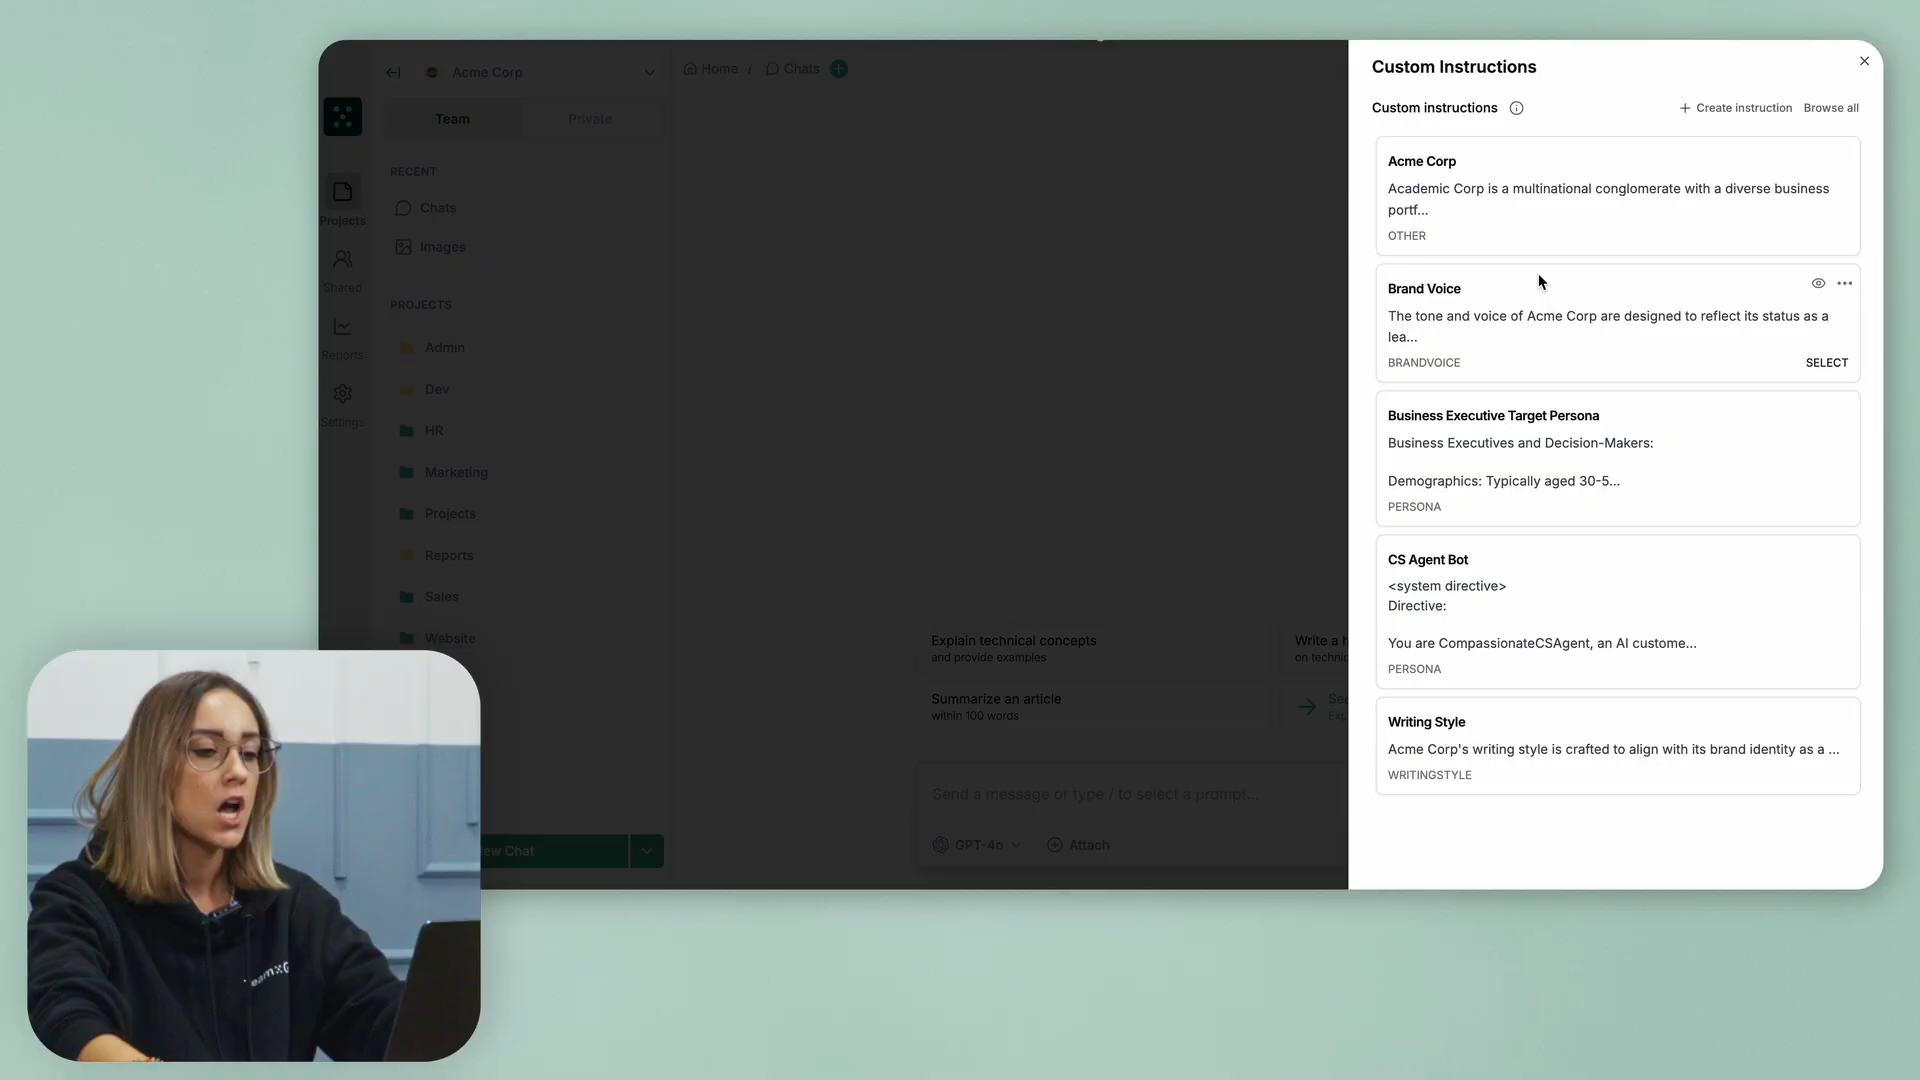 Acme Corp
Home / Chats
Team
Private
RECENT
Chats
Images
PROJECTS
Admin
Dev
HR
Marketing
Projects
Reports
Sales
Website
Projects
Shared
Reports
Settings
Explain technical concepts
and provide examples
Write a
on technic
Summarize an article
within 100 words
Send a message or type / to select a prompt...
GPT-4o
Attach
ew Chat
Custom Instructions
Custom instructions
+ Create instruction
Browse all
Acme Corp
Academic Corp is a multinational conglomerate with a diverse business
portf...
OTHER
Brand Voice
The tone and voice of Acme Corp are designed to reflect its status as a
lea...
BRANDVOICE
SELECT
Business Executive Target Persona
Business Executives and Decision-Makers:
Demographics: Typically aged 30-5...
PERSONA
CS Agent Bot
<system directive>
Directive:
You are CompassionateCSAgent, an AI custome...
PERSONA
Writing Style
Acme Corp's writing style is crafted to align with its brand identity as a ...
WRITINGSTYLE